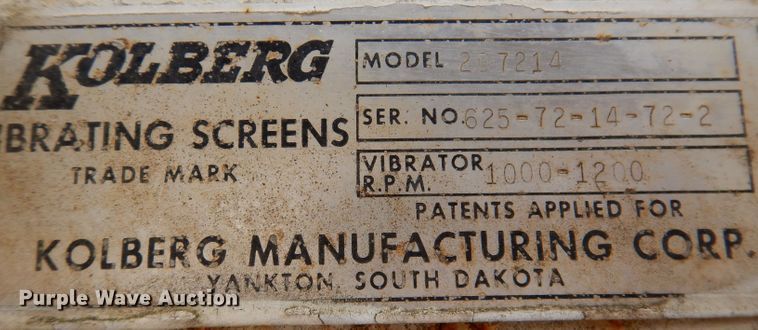 KOLBERG
VIBRATING SCREENS
TRADE MARK
MODEL
SER. NO. 625-72-14-72-2
VIBRATOR R.P.M. 1000-1200
PATENTS APPLIED FOR
KOLBERG MANUFACTURING CORP.
YANKTON, SOUTH DAKOTA
Purple Wave Auction